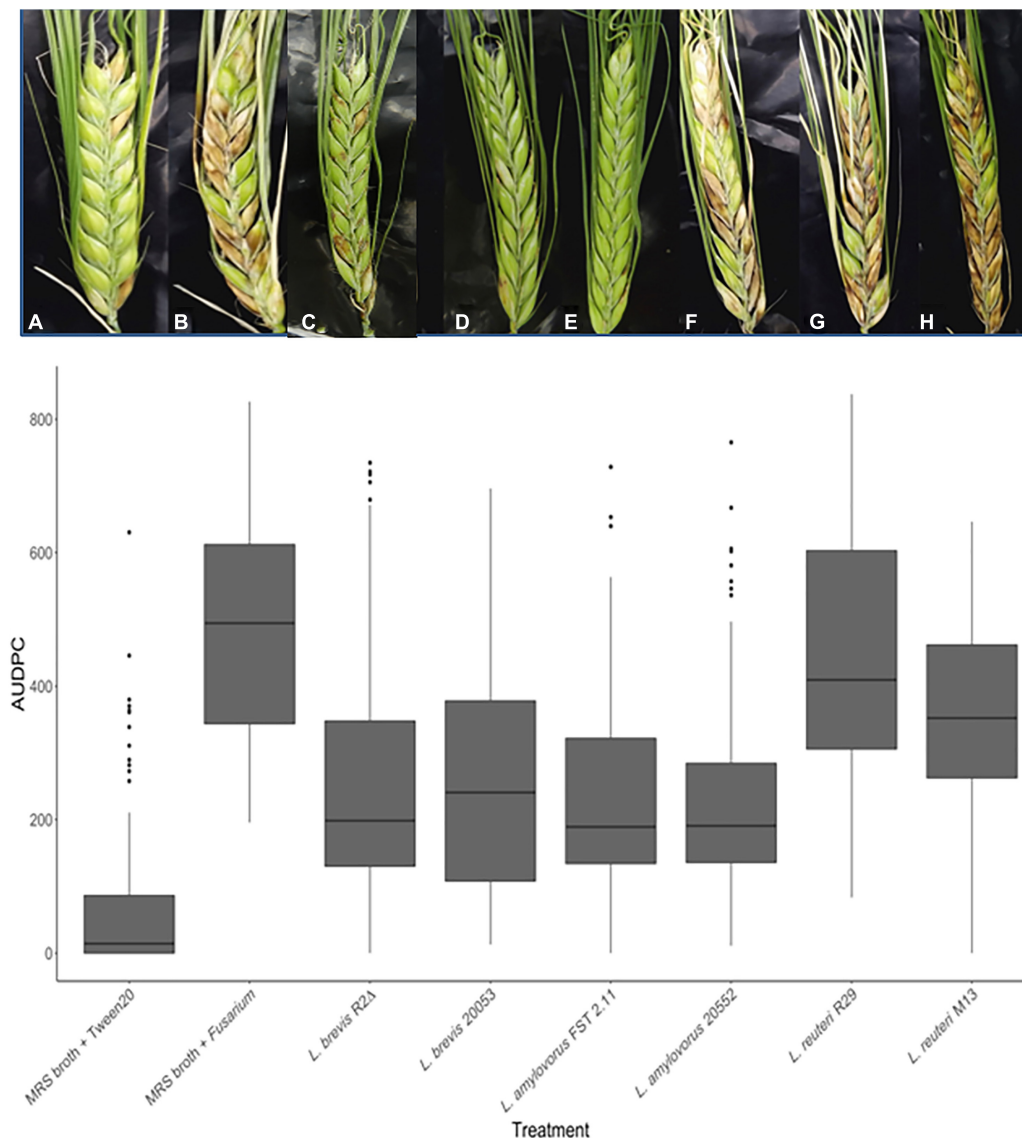 A B C D E F G H
800
600
400
200
0
AUDPC
MRS broth + Tween20
MRS broth + Fusarium
L. brevis R2Δ
L. brevis 20053
L. amylovorus FST 2.11
L. amylovorus 20552
L. reuteri R29
L. reuteri M13
Treatment